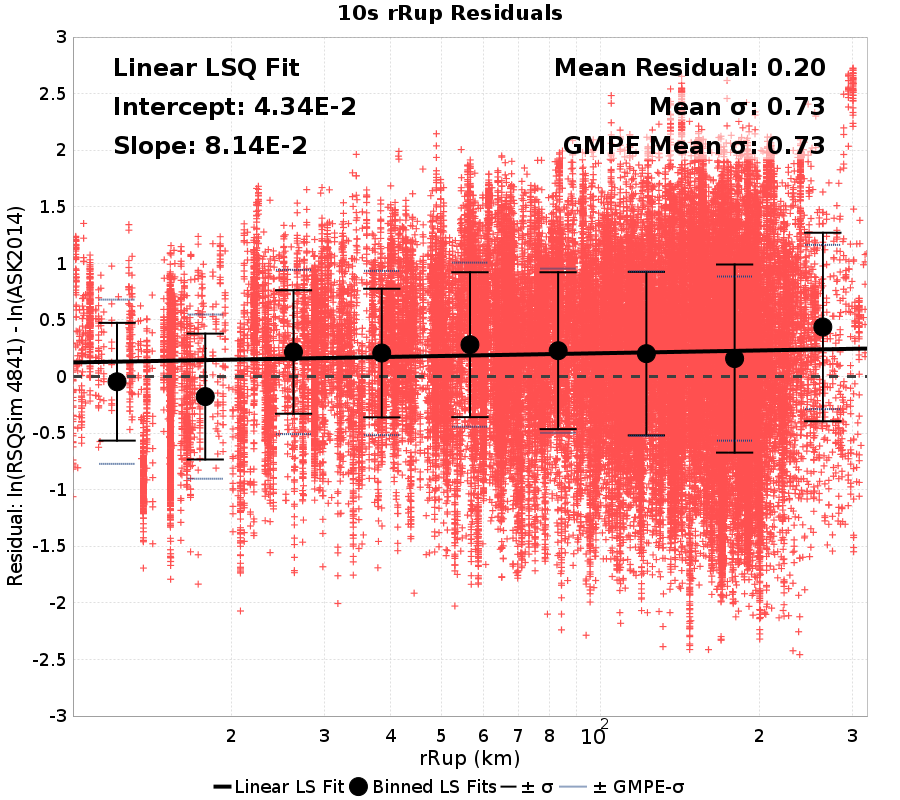 10s rRup Residuals
Linear LSQ Fit
Intercept: 4.34E-2
Slope: 8.14E-2
Mean Residual: 0.20
Mean σ: 0.73
GMPE Mean σ: 0.73
Residual: ln(RSQSim 4841) - ln(ASK2014)
3
2.5
2
1.5
1
0.5
0
-0.5
-1
-1.5
-2
-2.5
-3
2 3 4 5 6 7 8 10² 2 3
rRup (km)
Linear LS Fit Binned LS Fits ± σ ± GMPE-σ